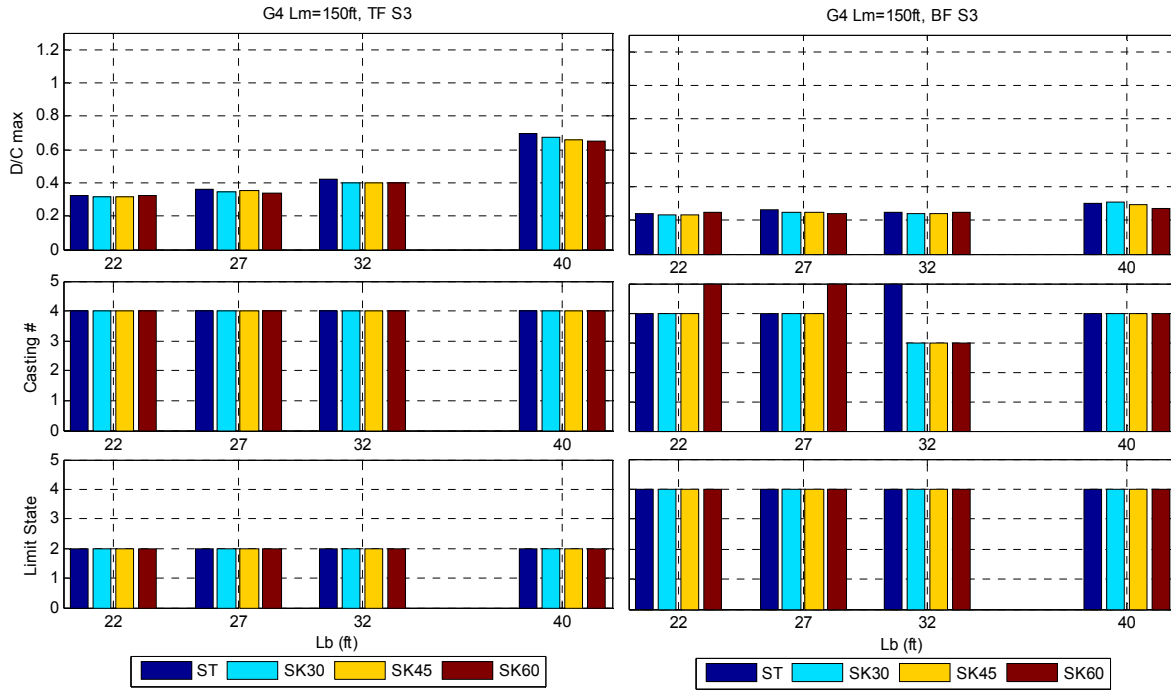 G4 Lm=150ft, TF S3
G4 Lm=150ft, BF S3
1.2
1
0.8
0.6
0.4
0.2
0
D/C max
22 27 32 40
22 27 32 40
5
4
3
2
1
0
Casting #
22 27 32 40
22 27 32 40
5
4
3
2
1
0
Limit State
22 27 32 40
22 27 32 40
Lb (ft)
Lb (ft)
ST SK30 SK45 SK60
ST SK30 SK45 SK60